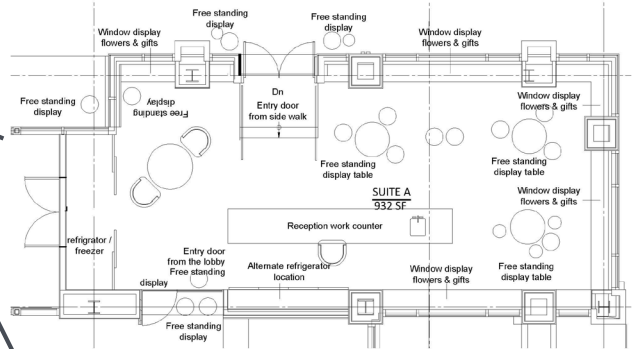 Free standing
display
Free standing
display
Window display
flowers & gifts
Window display
flowers & gifts
Dn
Entry door
from side walk
Free standing
display
Free standing
display
Window display
flowers & gifts
Free standing
display table
Free standing
display table
SUITE A
932 SF
Window display
flowers & gifts
Reception work counter
refrigrator /
freezer
Entry door
from the lobby
Free standing
display
Alternate refrigerator
location
Window display
flowers & gifts
Free standing
display table
Free standing
display